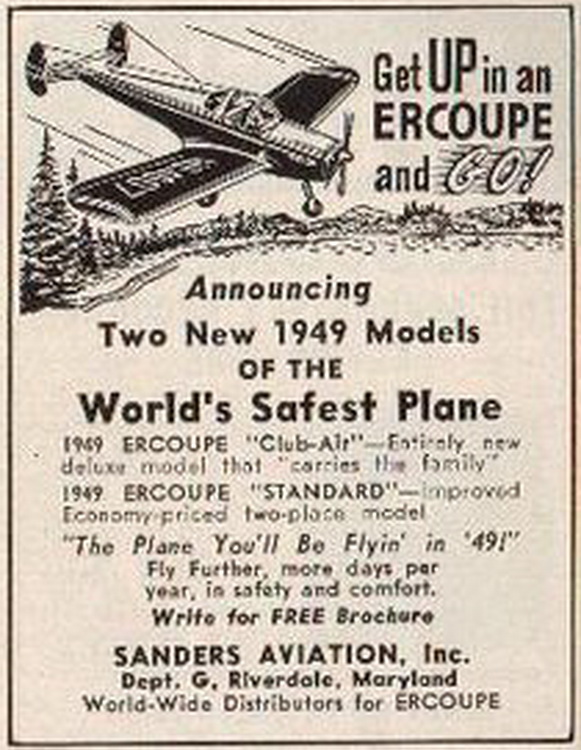 Get UP in an
ERCOUPE
and GO!
Announcing
Two New 1949 Models
OF THE
World's Safest Plane
1949 ERCOUPE "Club-Air"—Entirely new
deluxe model that "carries the family"
1949 ERCOUPE "STANDARD"—Improved
Economy-priced two-place model
"The Plane You'll Be Flyin' in '49!"
Fly Further, more days per
year, in safety and comfort.
Write for FREE Brochure
SANDERS AVIATION, Inc.
Dept. G, Riverdale, Maryland
World-Wide Distributors for ERCOUPE